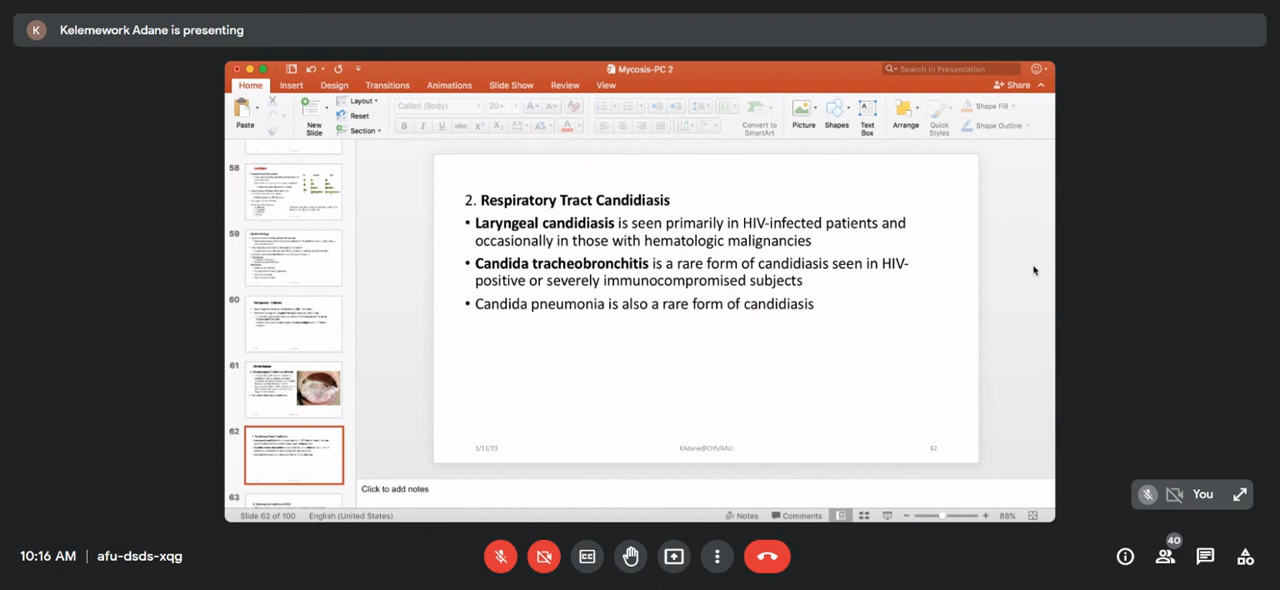 K Kelemework Adane is presenting
Mycosis-PC 2
Search in Presentation
Home Insert Design Transitions Animations Slide Show Review View
Share
Paste
New
Slide
Layout
Reset
Section
Calibri (Body) 20
Convert to
SmartArt
Picture
Shapes
Text
Box
Arrange
Quick
Styles
Shape Fill
Shape Outline
58
59
60
61
62
63
2. Respiratory Tract Candidiasis
• Laryngeal candidiasis is seen primarily in HIV-infected patients and
occasionally in those with hematologic malignancies
• Candida tracheobronchitis is a rare form of candidiasis seen in HIV-
positive or severely immunocompromised subjects
• Candida pneumonia is also a rare form of candidiasis
1/11/23 KAdane@CHS/AAU 62
Click to add notes
Slide 62 of 100 English (United States) Notes Comments 88%
You
10:16 AM | afu-dsds-xqg
40